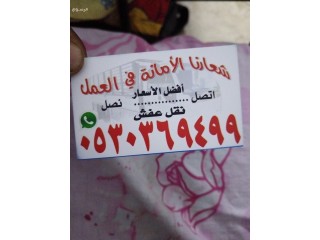 شعارنا الأمانة في العمل
أفضل الأسعار
اتصل ................ نصل
نقل عفش
٠٥٣٠٣٦٩٤٩٩